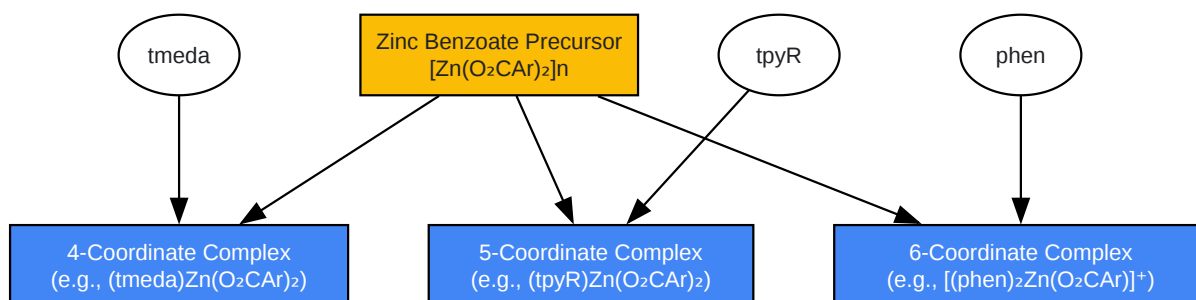 tmeda
Zinc Benzoate Precursor
[Zn(O₂CAr)₂]n
tpyR
phen
4-Coordinate Complex
(e.g., (tmeda)Zn(O₂CAr)₂)
5-Coordinate Complex
(e.g., (tpyR)Zn(O₂CAr)₂)
6-Coordinate Complex
(e.g., [(phen)₂Zn(O₂CAr)]⁺)